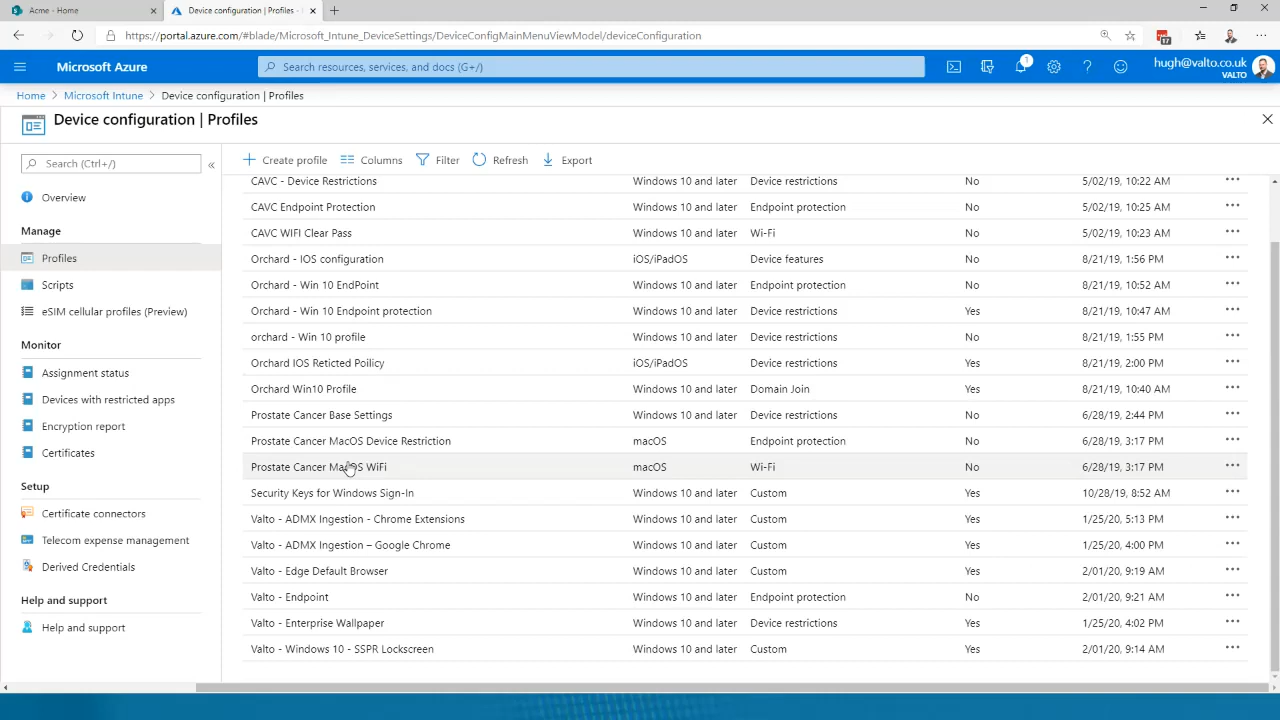 Acme - Home
Device configuration | Profiles -
https://portal.azure.com/#blade/Microsoft_Intune_DeviceSettings/DeviceConfigMainMenuViewModel/deviceConfiguration
17
Microsoft Azure
Search resources, services, and docs (G+/)
1
hugh@valto.co.uk
VALTO
Home > Microsoft Intune > Device configuration | Profiles
Device configuration | Profiles
Search (Ctrl+/)
«
Overview
Manage
Profiles
Scripts
eSIM cellular profiles (Preview)
Monitor
Assignment status
Devices with restricted apps
Encryption report
Certificates
Setup
Certificate connectors
Telecom expense management
Derived Credentials
Help and support
Help and support
Create profile Columns Filter Refresh Export
CAVC - Device Restrictions Windows 10 and later Device restrictions No 5/02/19, 10:22 AM
CAVC Endpoint Protection Windows 10 and later Endpoint protection No 5/02/19, 10:25 AM
CAVC WIFI Clear Pass Windows 10 and later Wi-Fi No 5/02/19, 10:23 AM
Orchard - IOS configuration iOS/iPadOS Device features No 8/21/19, 1:56 PM
Orchard - Win 10 EndPoint Windows 10 and later Endpoint protection No 8/21/19, 10:52 AM
Orchard - Win 10 Endpoint protection Windows 10 and later Device restrictions Yes 8/21/19, 10:47 AM
orchard - Win 10 profile Windows 10 and later Device restrictions No 8/21/19, 1:55 PM
Orchard IOS Reticted Poilicy iOS/iPadOS Device restrictions Yes 8/21/19, 2:00 PM
Orchard Win10 Profile Windows 10 and later Domain Join Yes 8/21/19, 10:40 AM
Prostate Cancer Base Settings Windows 10 and later Device restrictions No 6/28/19, 2:44 PM
Prostate Cancer MacOS Device Restriction macOS Endpoint protection No 6/28/19, 3:17 PM
Prostate Cancer MacOS WiFi macOS Wi-Fi No 6/28/19, 3:17 PM
Security Keys for Windows Sign-In Windows 10 and later Custom Yes 10/28/19, 8:52 AM
Valto - ADMX Ingestion - Chrome Extensions Windows 10 and later Custom Yes 1/25/20, 5:13 PM
Valto - ADMX Ingestion – Google Chrome Windows 10 and later Custom Yes 1/25/20, 4:00 PM
Valto - Edge Default Browser Windows 10 and later Custom Yes 2/01/20, 9:19 AM
Valto - Endpoint Windows 10 and later Endpoint protection No 2/01/20, 9:21 AM
Valto - Enterprise Wallpaper Windows 10 and later Device restrictions Yes 1/25/20, 4:02 PM
Valto - Windows 10 - SSPR Lockscreen Windows 10 and later Custom Yes 2/01/20, 9:14 AM